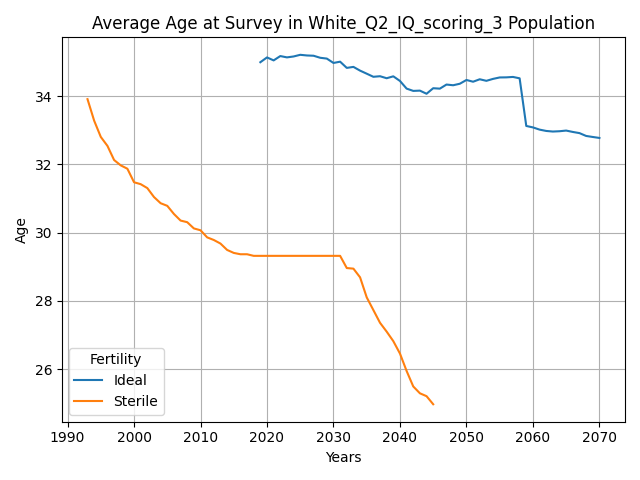 Average Age at Survey in White_Q2_IQ_scoring_3 Population
Age
34
32
30
28
26
Fertility
Ideal
Sterile
1990 2000 2010 2020 2030 2040 2050 2060 2070
Years